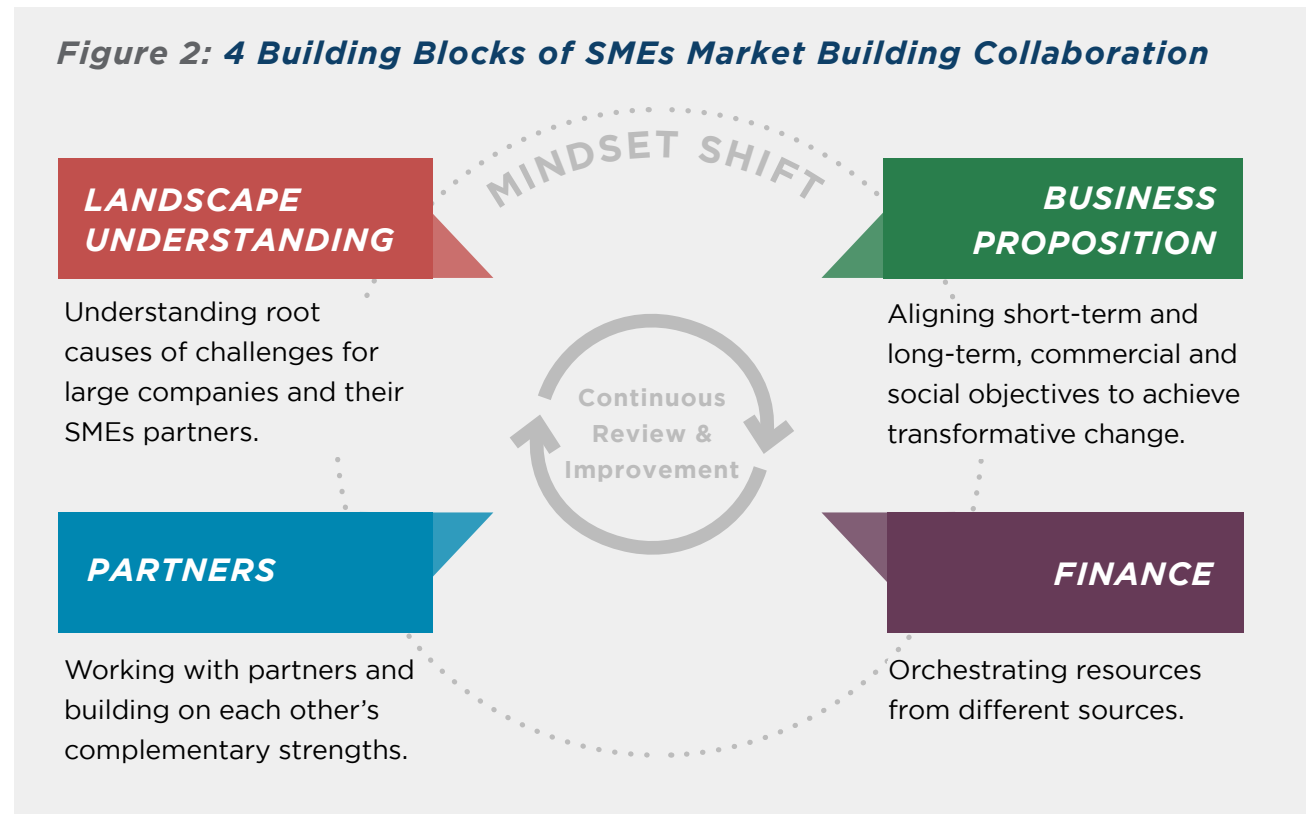 Figure 2: 4 Building Blocks of SMEs Market Building Collaboration
MINDSET SHIFT
LANDSCAPE
UNDERSTANDING
Understanding root
causes of challenges for
large companies and their
SMEs partners.
BUSINESS
PROPOSITION
Aligning short-term and
long-term, commercial and
social objectives to achieve
transformative change.
Continuous
Review &
Improvement
PARTNERS
Working with partners and
building on each other’s
complementary strengths.
FINANCE
Orchestrating resources
from different sources.